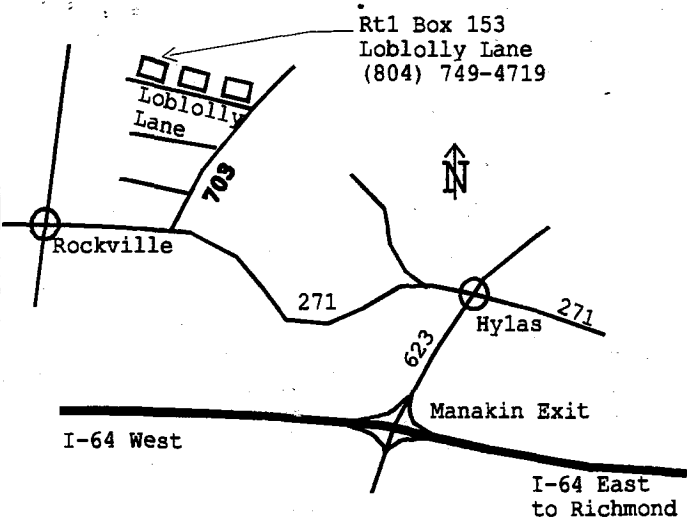 Rt1 Box 153
Loblolly Lane
(804) 749-4719
Loblolly
Lane
703
N
Rockville
271
Hylas
271
623
Manakin Exit
I-64 West
I-64 East
to Richmond